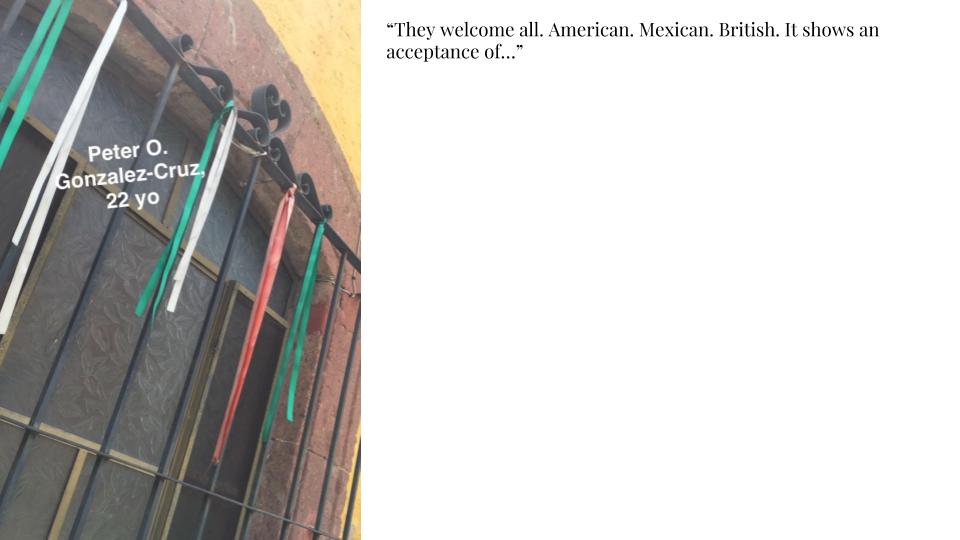 Peter O.
Gonzalez-Cruz,
22 yo
“They welcome all. American. Mexican. British. It shows an
acceptance of...”